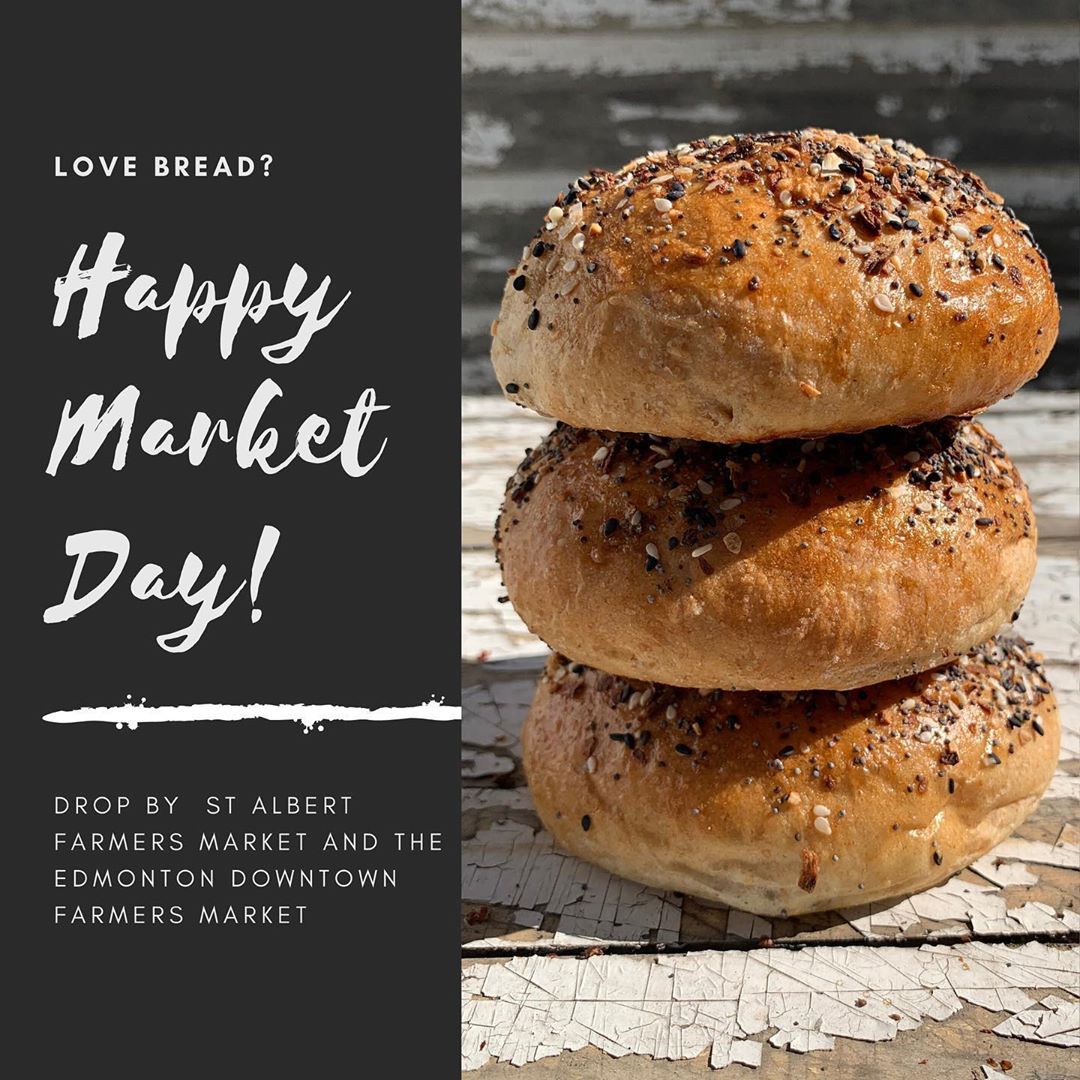 LOVE BREAD?
Happy
Market
Day!
DROP BY ST ALBERT
FARMERS MARKET AND THE
EDMONTON DOWNTOWN
FARMERS MARKET